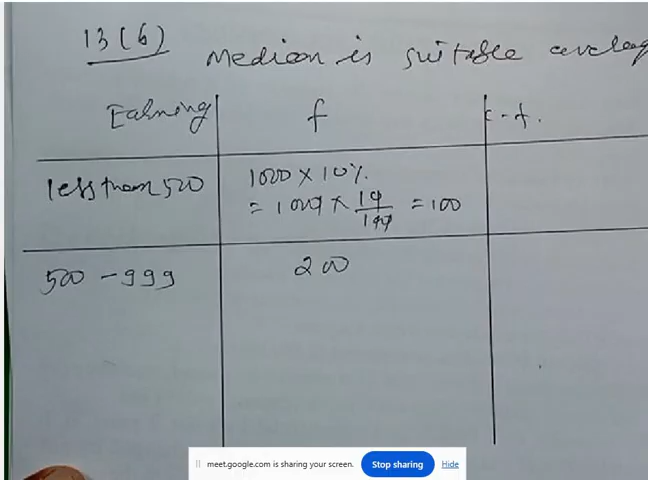 13 (b) Median is suitable
Earning f c.f.
less than 500 1000 × 10%.
= 1000 × 10/100 = 100
500 - 999 200
meet.google.com is sharing your screen. Stop sharing Hide